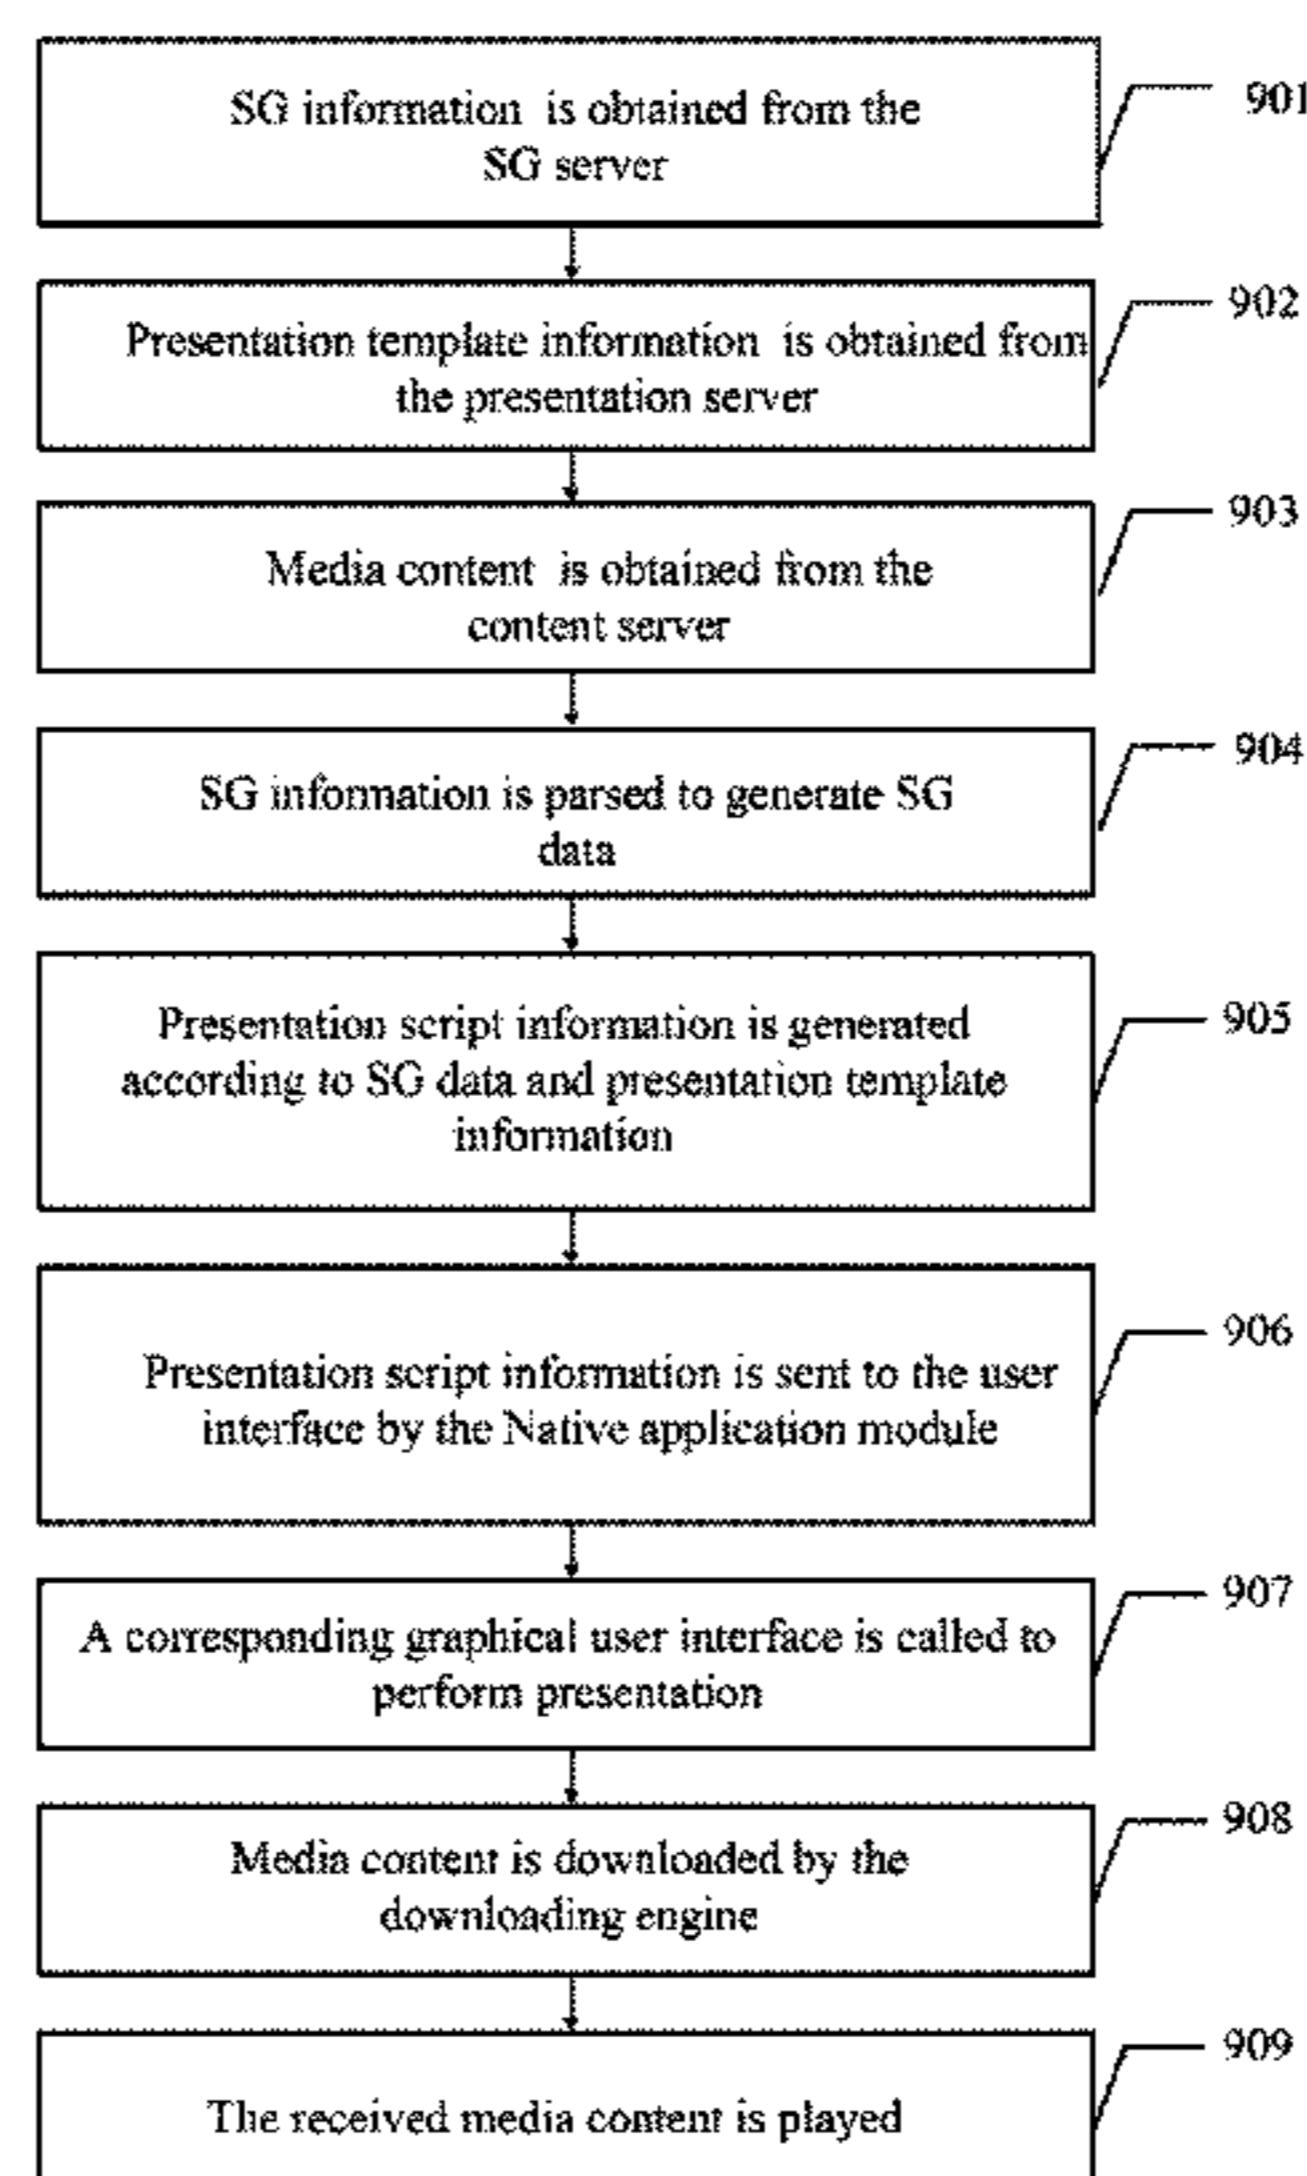 SG information is obtained from the
SG server
901
Presentation template information is obtained from
the presentation server
902
Media content is obtained from the
content server
903
SG information is parsed to generate SG
data
904
Presentation script information is generated
according to SG data and presentation template
information
905
Presentation script information is sent to the user
interface by the Native application module
906
A corresponding graphical user interface is called to
perform presentation
907
Media content is downloaded by the
downloading engine
908
The received media content is played
909